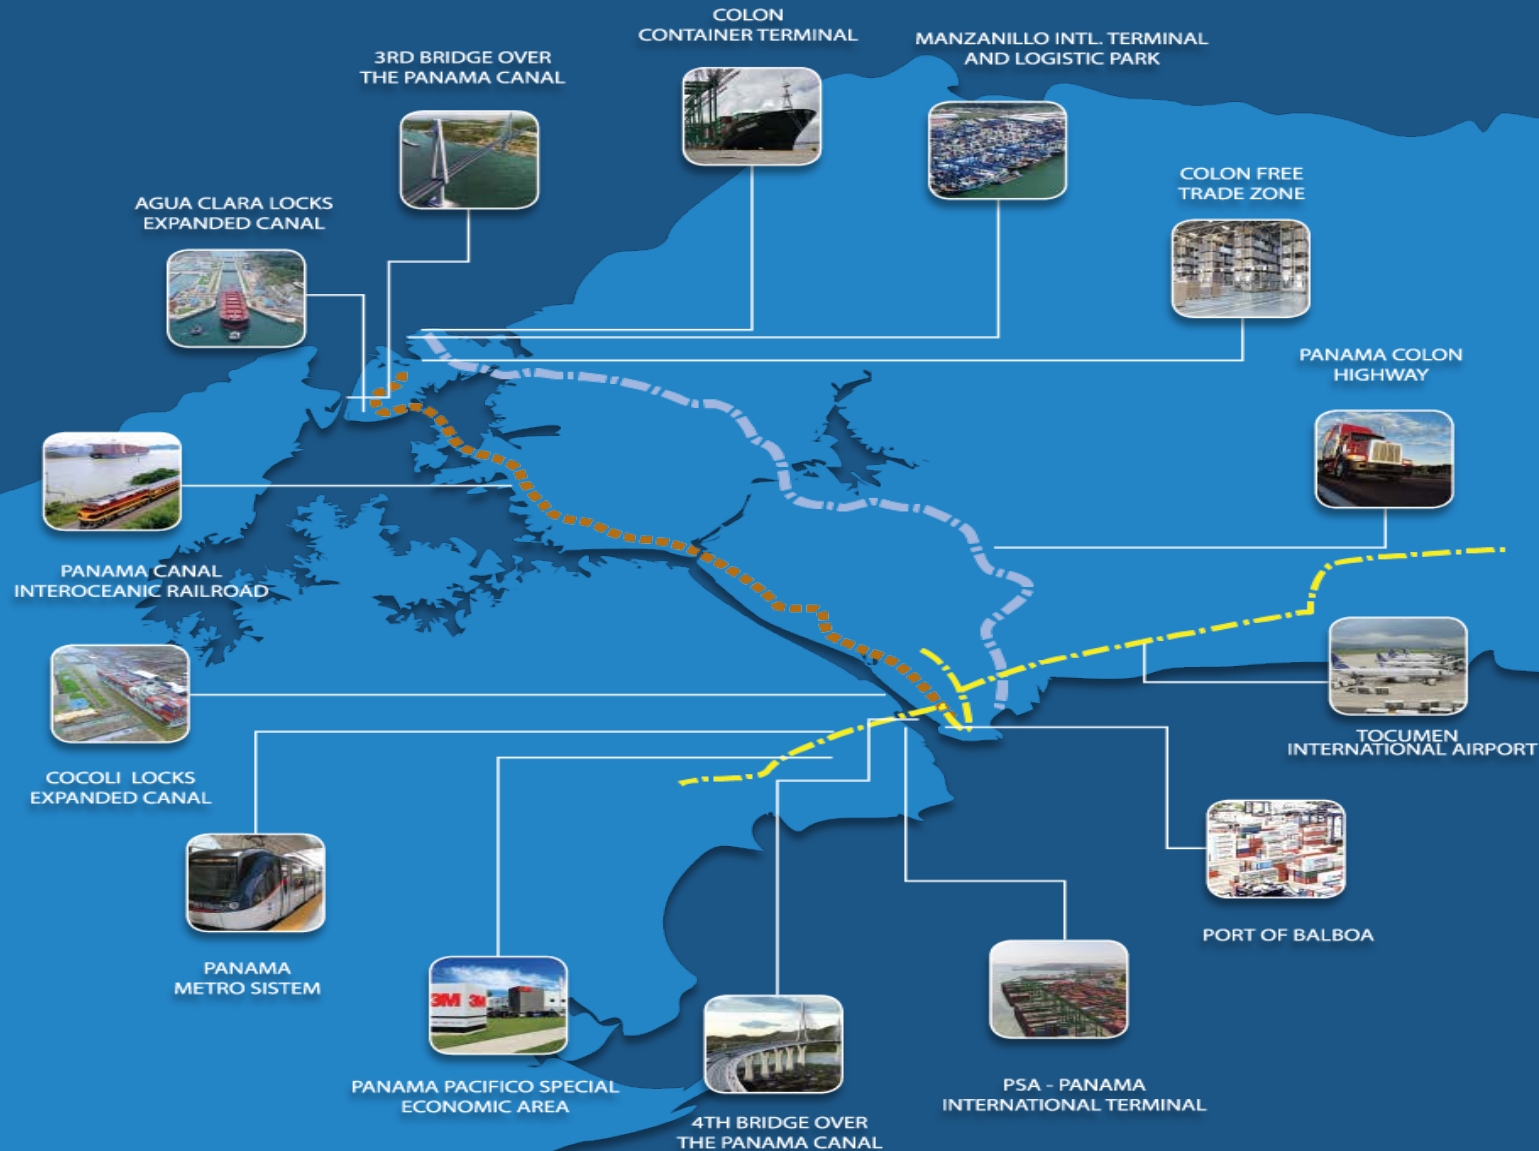 COLON
CONTAINER TERMINAL
MANZANILLO INTL. TERMINAL
AND LOGISTIC PARK
3RD BRIDGE OVER
THE PANAMA CANAL
COLON FREE
TRADE ZONE
AGUA CLARA LOCKS
EXPANDED CANAL
PANAMA COLON
HIGHWAY
PANAMA CANAL
INTEROCEANIC RAILROAD
TOCUMEN
INTERNATIONAL AIRPORT
COCOLI LOCKS
EXPANDED CANAL
PORT OF BALBOA
PANAMA
METRO SISTEM
3M 3M
PANAMA PACIFICO SPECIAL
ECONOMIC AREA
PSA - PANAMA
INTERNATIONAL TERMINAL
4TH BRIDGE OVER
THE PANAMA CANAL